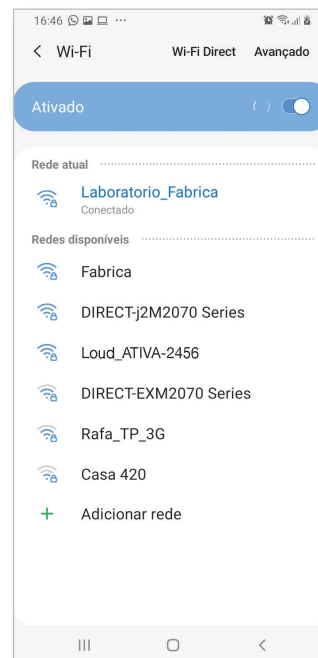 16:46
Wi-Fi Wi-Fi Direct Avançado
Ativado
Rede atual
Laboratorio_Fabrica
Conectado
Redes disponíveis
Fabrica
DIRECT-j2M2070 Series
Loud_ATIVA-2456
DIRECT-EXM2070 Series
Rafa_TP_3G
Casa 420
Adicionar rede